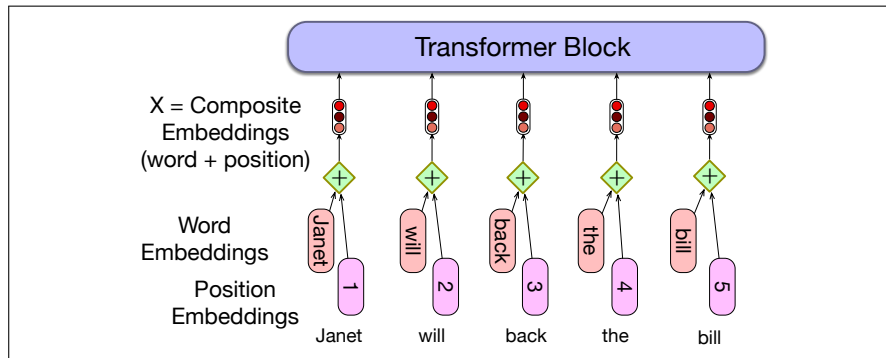 Transformer Block
X = Composite
Embeddings
(word + position)
+ + + + +
Word
Embeddings
Janet will back the bill
Position
Embeddings
1 2 3 4 5
Janet will back the bill